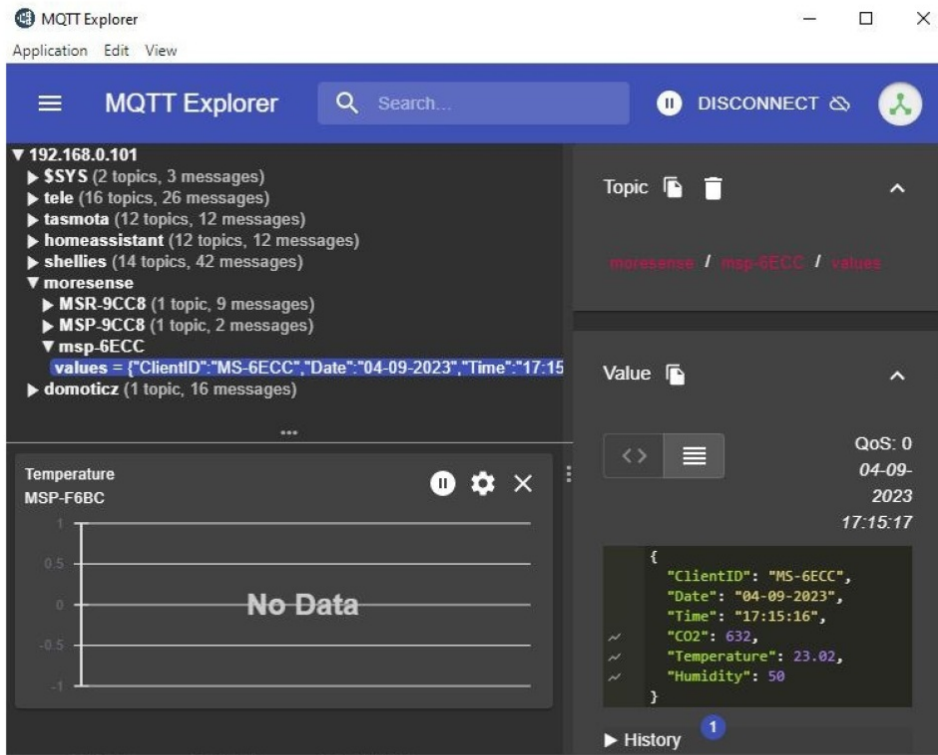 MQTT Explorer
Application Edit View
MQTT Explorer
Search...
DISCONNECT
▼ 192.168.0.101
▶ $SYS (2 topics, 3 messages)
▶ tele (16 topics, 26 messages)
▶ tasmota (12 topics, 12 messages)
▶ homeassistant (12 topics, 12 messages)
▶ shellies (14 topics, 42 messages)
▼ moresense
▶ MSR-9CC8 (1 topic, 9 messages)
▶ MSP-9CC8 (1 topic, 2 messages)
▼ msp-6ECC
values = {"ClientID":"MS-6ECC","Date":"04-09-2023","Time":"17:15
▶ domoticz (1 topic, 16 messages)
Temperature
MSP-F6BC
1
0.5
0
-0.5
-1
No Data
Topic
moresense / msp-6ECC / values
Value
QoS: 0
04-09-
2023
17:15:17
{
"ClientID": "MS-6ECC",
"Date": "04-09-2023",
"Time": "17:15:16",
"CO2": 632,
"Temperature": 23.02,
"Humidity": 50
}
▶ History 1